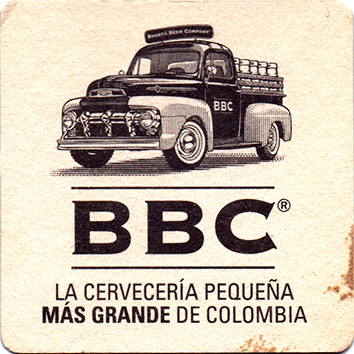 BOGOTÁ BEER COMPANY
BBC
BBC®
LA CERVECERÍA PEQUEÑA
MÁS GRANDE DE COLOMBIA